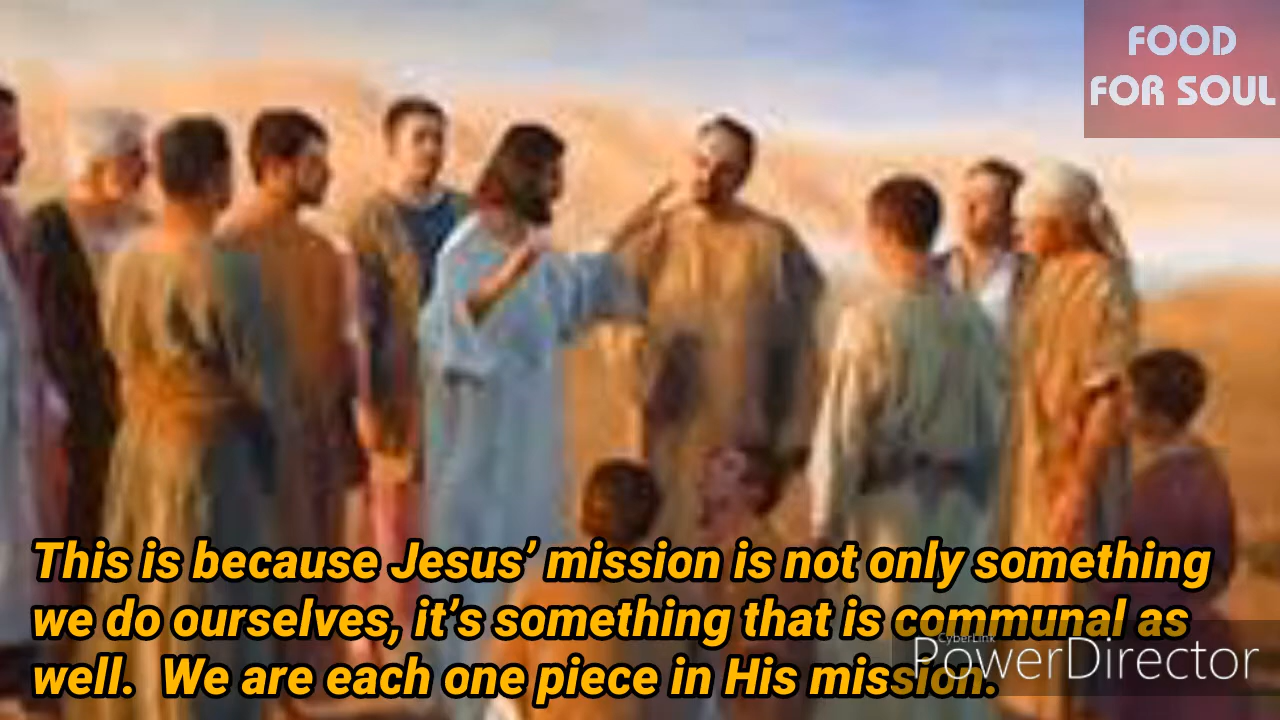 FOOD
FOR SOUL
This is because Jesus’ mission is not only something
we do ourselves, it’s something that is communal as
well.  We are each one piece in His mission.
CyberLink
PowerDirector